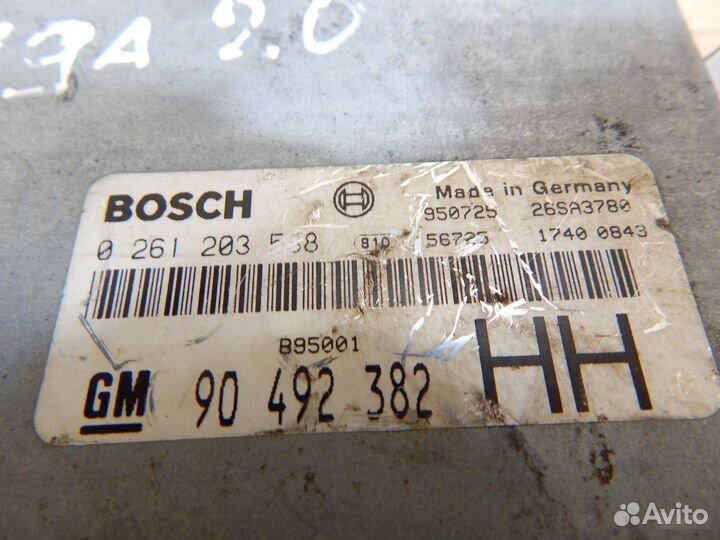 2.0
BOSCH Made in Germany
950725 26SA3780
0 261 203 810 56725 1740 0843
B95001
GM 90 492 382 HH
Avito